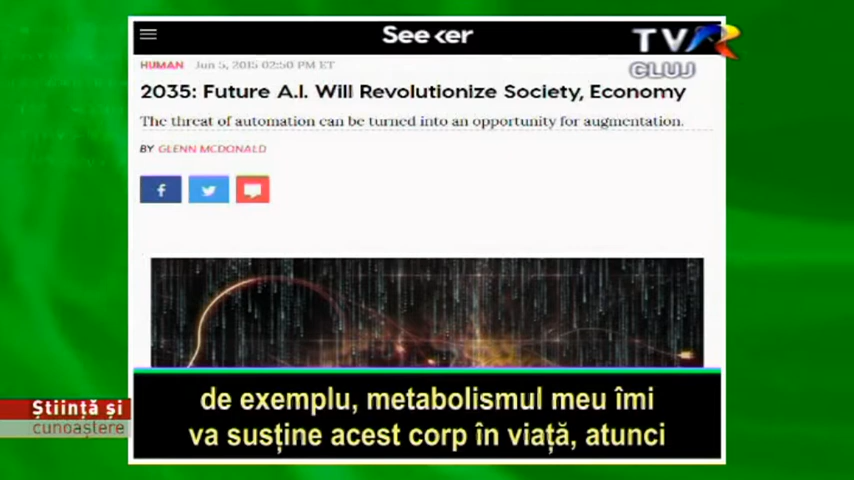 Seeker
TVR
CLUJ
HUMAN Jun 5, 2015 02:50 PM ET
2035: Future A.I. Will Revolutionize Society, Economy
The threat of automation can be turned into an opportunity for augmentation.
BY GLENN MCDONALD
Știință și
cunoaștere
de exemplu, metabolismul meu îmi
va susține acest corp în viață, atunci